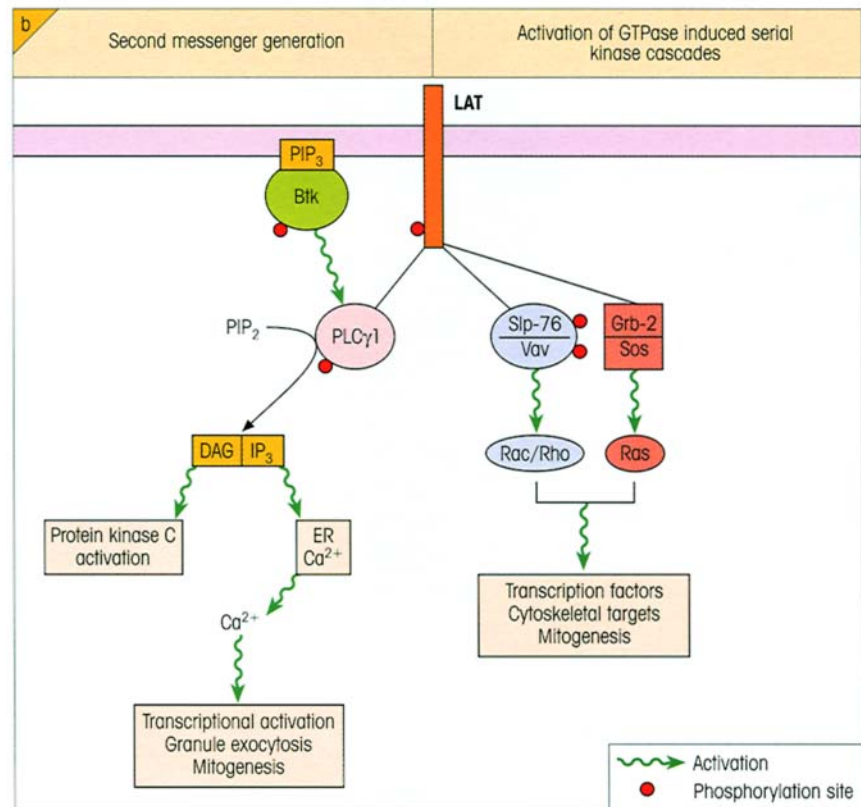 b
Second messenger generation
Activation of GTPase induced serial
kinase cascades
LAT
PIP₃
Btk
PIP₂
PLCγ1
Slp-76
Vav
Grb-2
Sos
DAG
IP₃
Rac/Rho
Ras
Protein kinase C
activation
ER
Ca²⁺
Ca²⁺
Transcription factors
Cytoskeletal targets
Mitogenesis
Transcriptional activation
Granule exocytosis
Mitogenesis
Activation
Phosphorylation site